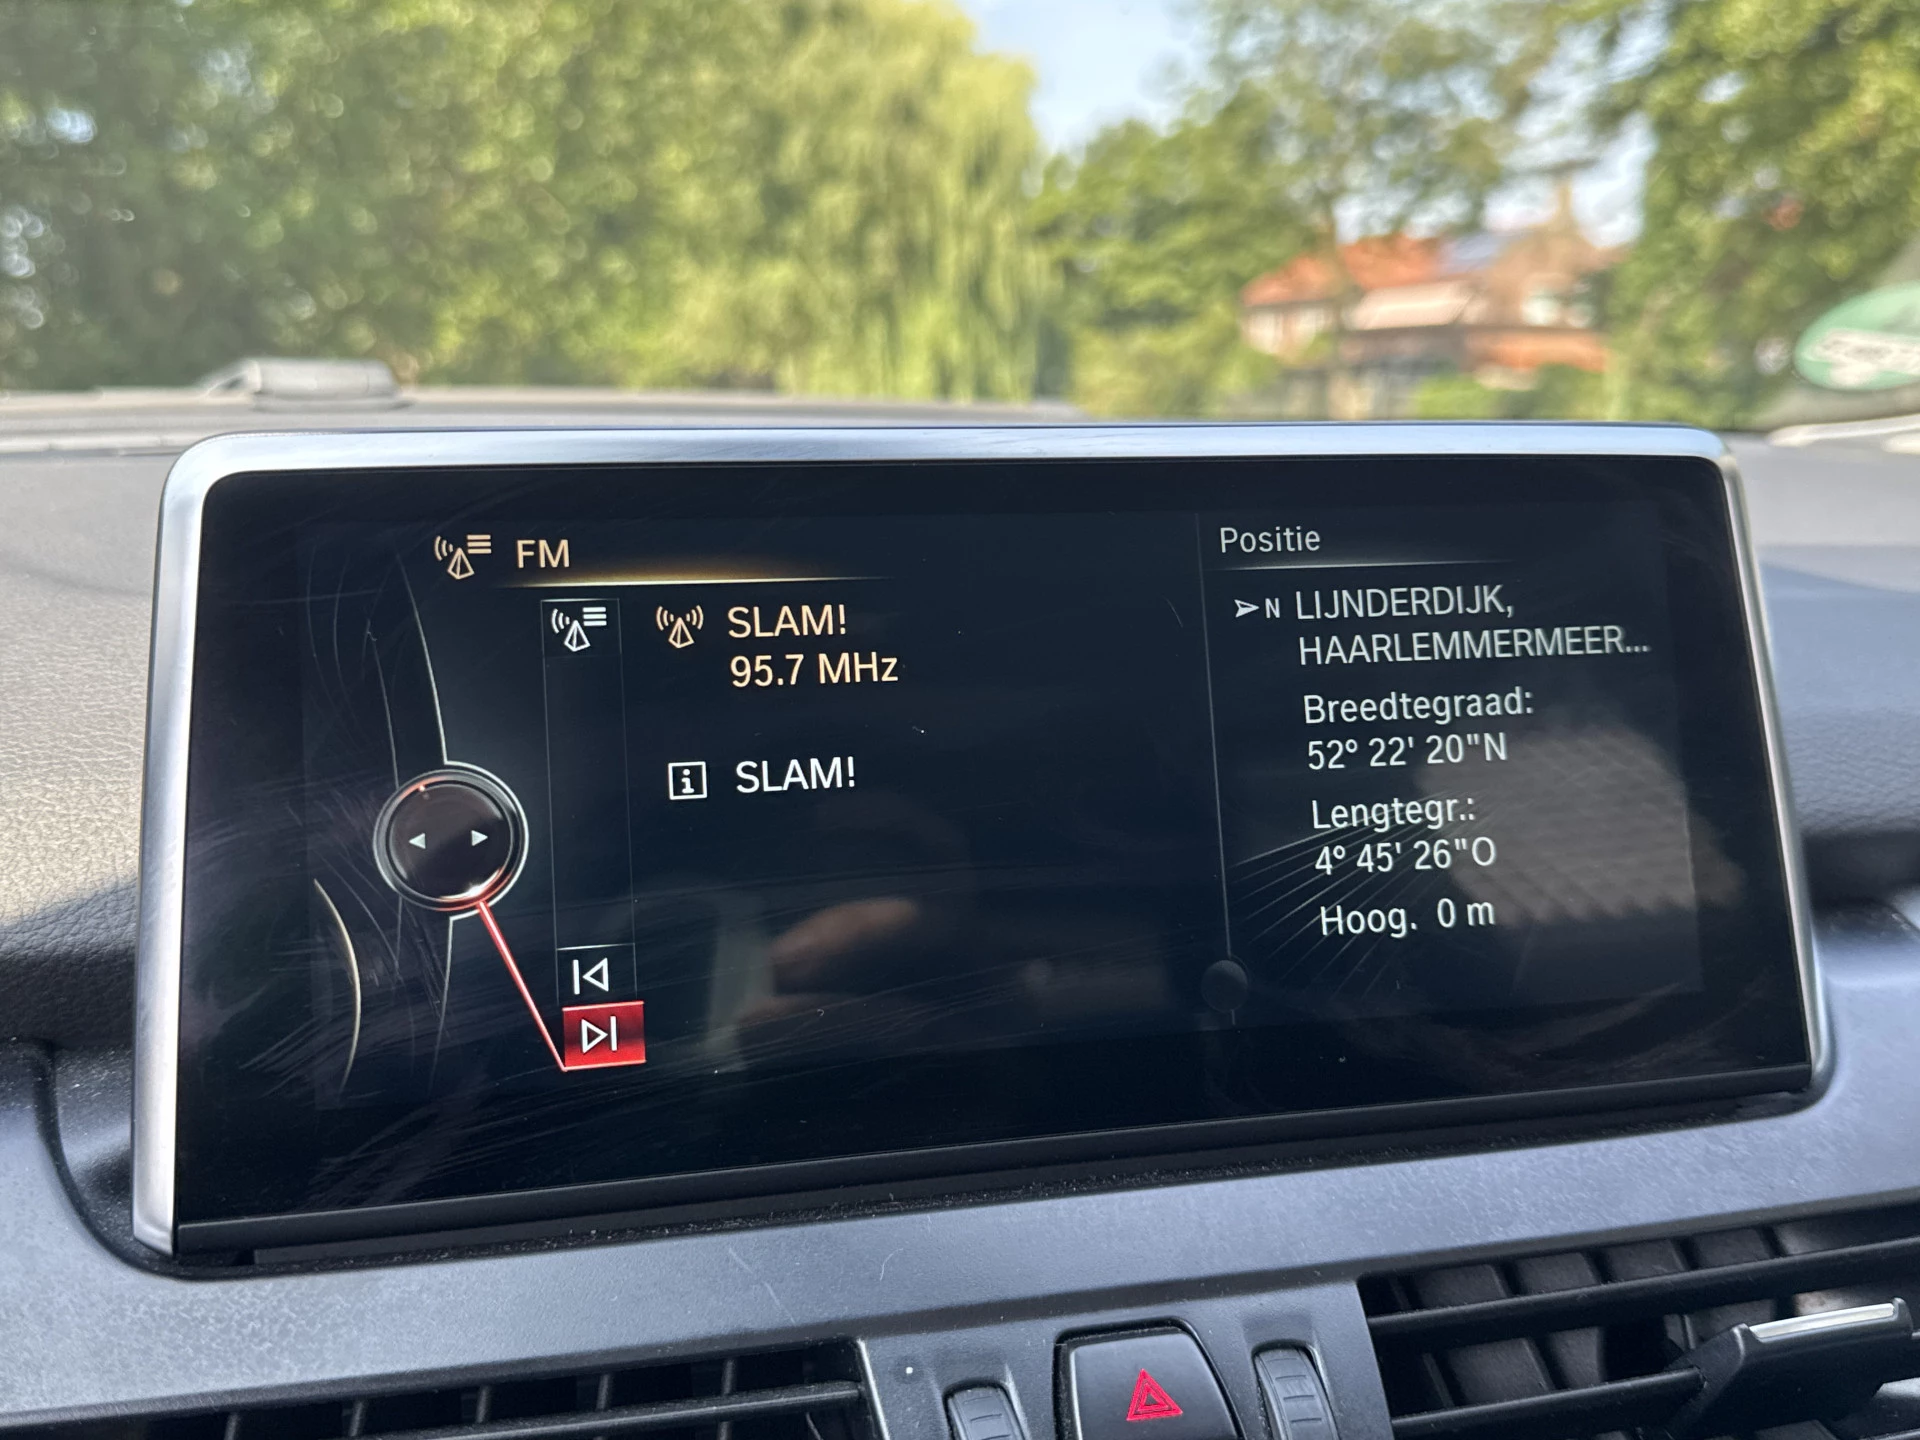 FM
SLAM!
95.7 MHz
SLAM!
Positie
N LIJNDERDIJK,
HAARLEMMERMEER...
Breedtegraad:
52° 22' 20"N
Lengtegr.:
4° 45' 26"O
Hoog. 0 m